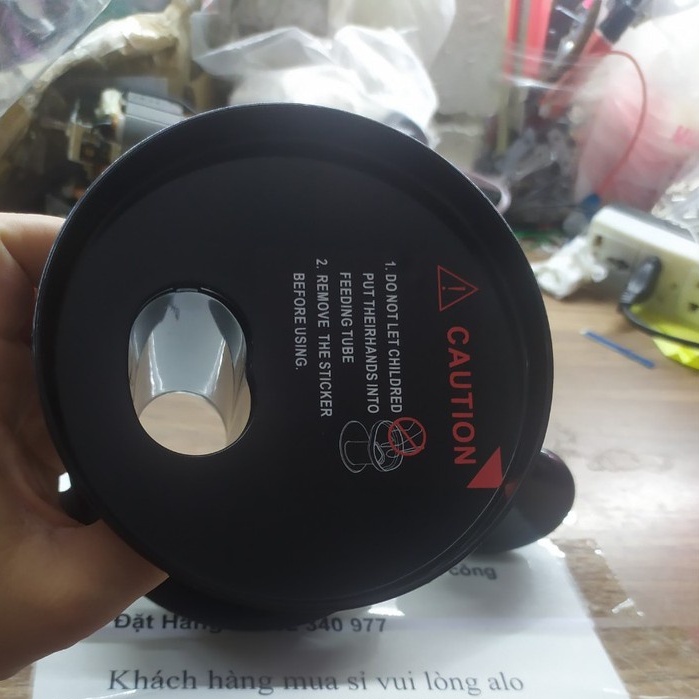 CAUTION
1. DO NOT LET CHILDRED
PUT THEIRHANDS INTO
FEEDING TUBE
2. REMOVE THE STICKER
BEFORE USING.
công
Đặt Hàng 340 977
Khách hàng mua sỉ vui lòng alo